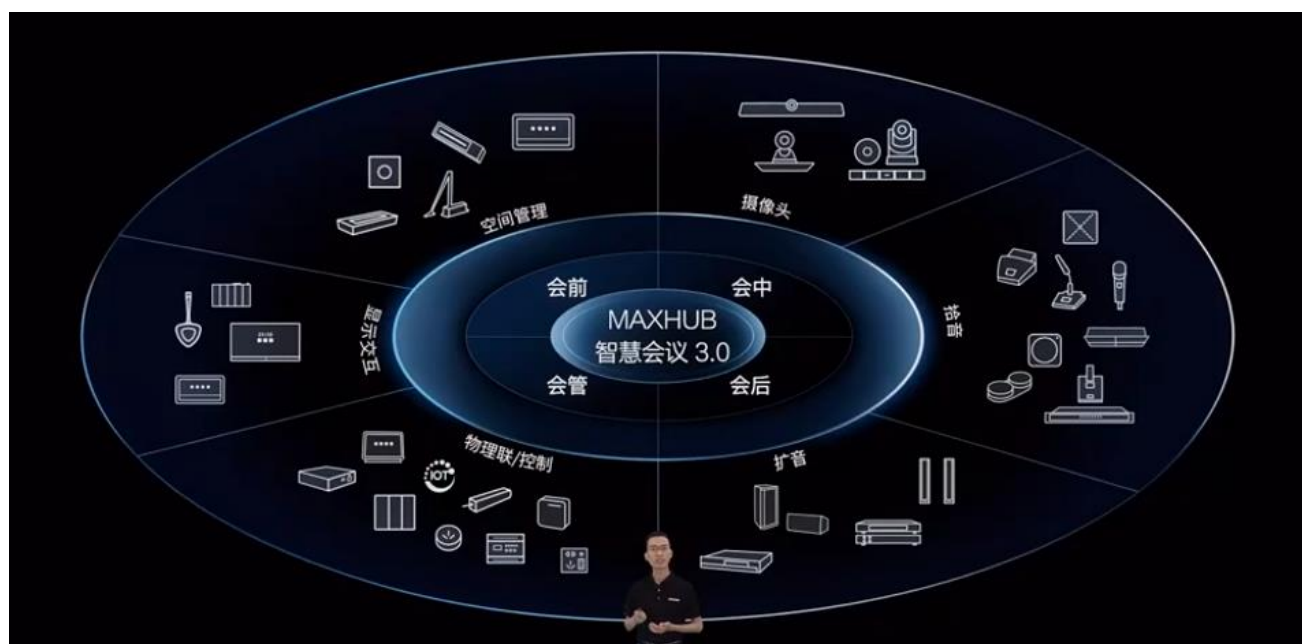 空间管理
摄像头
会前
会中
MAXHUB
智慧会议 3.0
显示交互
拾音
会管
会后
物理联/控制
扩音
IOT